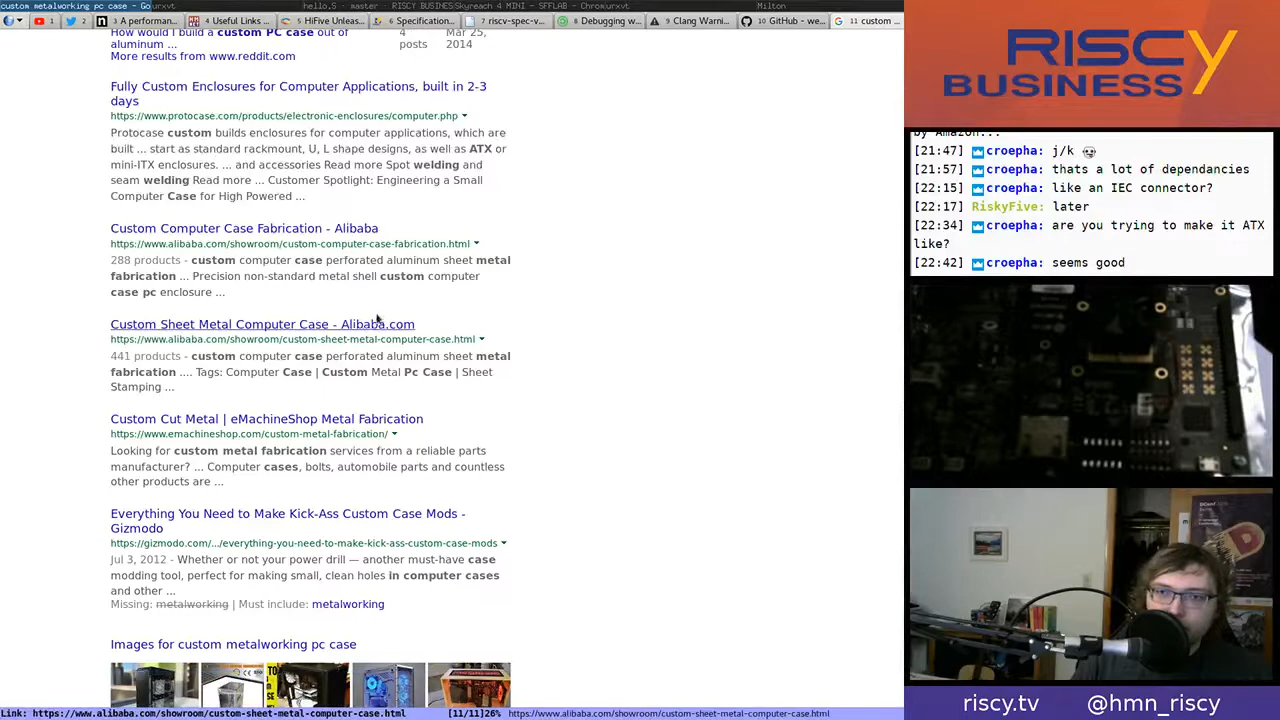 custom metalworking pc case - Go
urxvt
hello.S - master - RISCY BUSINES
Skyreach 4 MINI - SFFLAB - Chrom
urxvt
Milton
1
2
3 A performan...
4 Useful Links ...
5 HiFive Unleas...
6 Specification...
7 riscv-spec-v...
8 Debugging w...
9 Clang Warni...
10 GitHub - we...
11 custom ...
How would I build a custom PC case out of
aluminum ...
4
posts
Mar 25,
2014
More results from www.reddit.com
Fully Custom Enclosures for Computer Applications, built in 2-3
days
https://www.protocase.com/products/electronic-enclosures/computer.php
Protocase custom builds enclosures for computer applications, which are
built ... start as standard rackmount, U, L shape designs, as well as ATX or
mini-ITX enclosures. ... and accessories Read more Spot welding and
seam welding Read more ... Customer Spotlight: Engineering a Small
Computer Case for High Powered ...
Custom Computer Case Fabrication - Alibaba
https://www.alibaba.com/showroom/custom-computer-case-fabrication.html
288 products - custom computer case perforated aluminum sheet metal
fabrication ... Precision non-standard metal shell custom computer
case pc enclosure ...
Custom Sheet Metal Computer Case - Alibaba.com
https://www.alibaba.com/showroom/custom-sheet-metal-computer-case.html
441 products - custom computer case perforated aluminum sheet metal
fabrication .... Tags: Computer Case | Custom Metal Pc Case | Sheet
Stamping ...
Custom Cut Metal | eMachineShop Metal Fabrication
https://www.emachineshop.com/custom-metal-fabrication/
Looking for custom metal fabrication services from a reliable parts
manufacturer? ... Computer cases, bolts, automobile parts and countless
other products are ...
Everything You Need to Make Kick-Ass Custom Case Mods -
Gizmodo
https://gizmodo.com/.../everything-you-need-to-make-kick-ass-custom-case-mods
Jul 3, 2012 - Whether or not your power drill — another must-have case
modding tool, perfect for making small, clean holes in computer cases
and other ...
Missing: metalworking | Must include: metalworking
Images for custom metalworking pc case
Link: https://www.alibaba.com/showroom/custom-sheet-metal-computer-case.html
[11/11]
26%
https://www.alibaba.com/showroom/custom-sheet-metal-computer-case.html
RISCY
BUSINESS
by Amazon...
[21:47] croepha: j/k
[21:57] croepha: thats a lot of dependancies
[22:15] croepha: like an IEC connector?
[22:17] RiskyFive: later
[22:34] croepha: are you trying to make it ATX
like?
[22:42] croepha: seems good
riscy.tv
@hmn_riscy